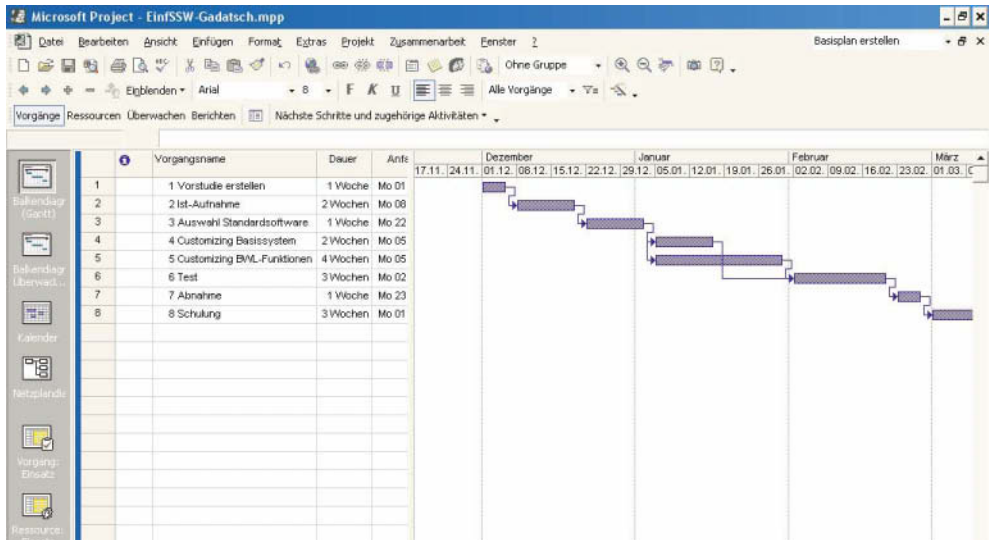 Microsoft Project - EinfSSW-Gadatsch.mpp
Datei Bearbeiten Ansicht Einfügen Format Extras Projekt Zusammenarbeit Fenster ? Basisplan erstellen
Ohne Gruppe
Einblenden Arial 8 F K U Alle Vorgänge
Vorgänge Ressourcen Überwachen Berichten Nächste Schritte und zugehörige Aktivitäten
Vorgangsname Dauer Anfa Dezember Januar Februar März
17.11. 24.11. 01.12. 08.12. 15.12. 22.12. 29.12. 05.01. 12.01. 19.01. 26.01. 02.02. 09.02. 16.02. 23.02. 01.03.
1 1 Vorstudie erstellen 1 Woche Mo 01
2 2 Ist-Aufnahme 2 Wochen Mo 08
3 3 Auswahl Standardsoftware 1 Woche Mo 22
4 4 Customizing Basissystem 2 Wochen Mo 05
5 5 Customizing BWL-Funktionen 4 Wochen Mo 05
6 6 Test 3 Wochen Mo 02
7 7 Abnahme 1 Woche Mo 23
8 8 Schulung 3 Wochen Mo 01
Balkendiagr
(Gantt)
Balkendiagr
Überwac...
Kalender
Netzplandia
Vorgang:
Einsatz
Ressource: